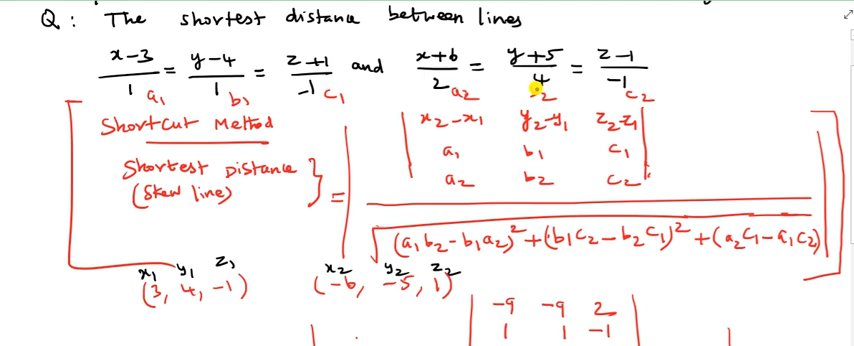 Q: The shortest distance between lines
x-3/1 = y-4/1 = z+1/-1 and x+6/2 = y+5/4 = z-1/-1
a₁ b₁ c₁ a₂ ₂ c₂
Shortcut Method
Shortest Distance (Skew line) } = | | x₂-x₁ y₂-y₁ z₂-z₁ |
a₁ b₁ c₁
a₂ b₂ c₂
√(a₁b₂-b₁a₂)²+(b₁c₂-b₂c₁)²+(a₂c₁-a₁c₂)
x₁ y₁ z₁ x₂ y₂ z₂
(3, 4, -1) (-6, -5, 1)
| -9 -9 2 |
1 1 -1